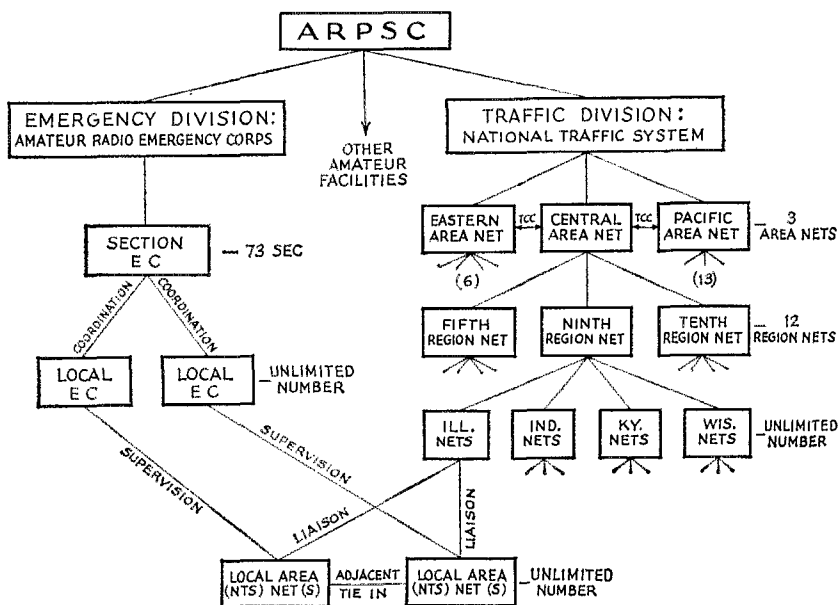 ARPSC
EMERGENCY DIVISION:
AMATEUR RADIO EMERGENCY CORPS
OTHER
AMATEUR
FACILITIES
TRAFFIC DIVISION:
NATIONAL TRAFFIC SYSTEM
EASTERN
AREA NET
TCC
CENTRAL
AREA NET
TCC
PACIFIC
AREA NET
3
AREA NETS
(6)
(13)
SECTION
EC
73 SEC
COORDINATION
COORDINATION
FIFTH
REGION NET
NINTH
REGION NET
TENTH
REGION NET
12
REGION NETS
LOCAL
EC
LOCAL
EC
UNLIMITED
NUMBER
ILL.
NETS
IND.
NETS
KY.
NETS
WIS.
NETS
UNLIMITED
NUMBER
SUPERVISION
SUPERVISION
LIAISON
LIAISON
LOCAL AREA
(NTS) NET(S)
ADJACENT
TIE IN
LOCAL AREA
(NTS) NET(S)
UNLIMITED
NUMBER